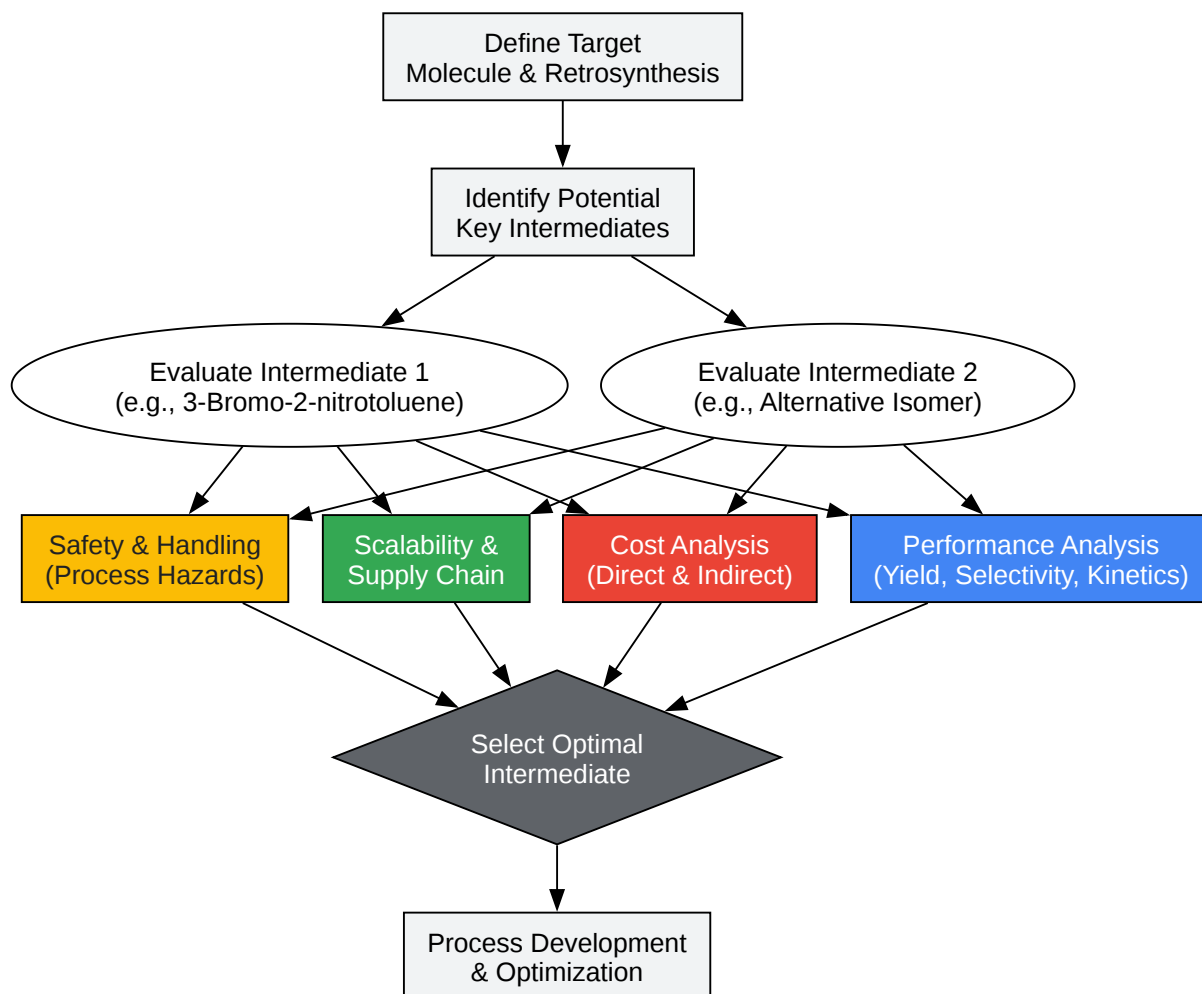 Define Target
Molecule & Retrosynthesis
Identify Potential
Key Intermediates
Evaluate Intermediate 1
(e.g., 3-Bromo-2-nitrotoluene)
Evaluate Intermediate 2
(e.g., Alternative Isomer)
Safety & Handling
(Process Hazards)
Scalability &
Supply Chain
Cost Analysis
(Direct & Indirect)
Performance Analysis
(Yield, Selectivity, Kinetics)
Select Optimal
Intermediate
Process Development
& Optimization